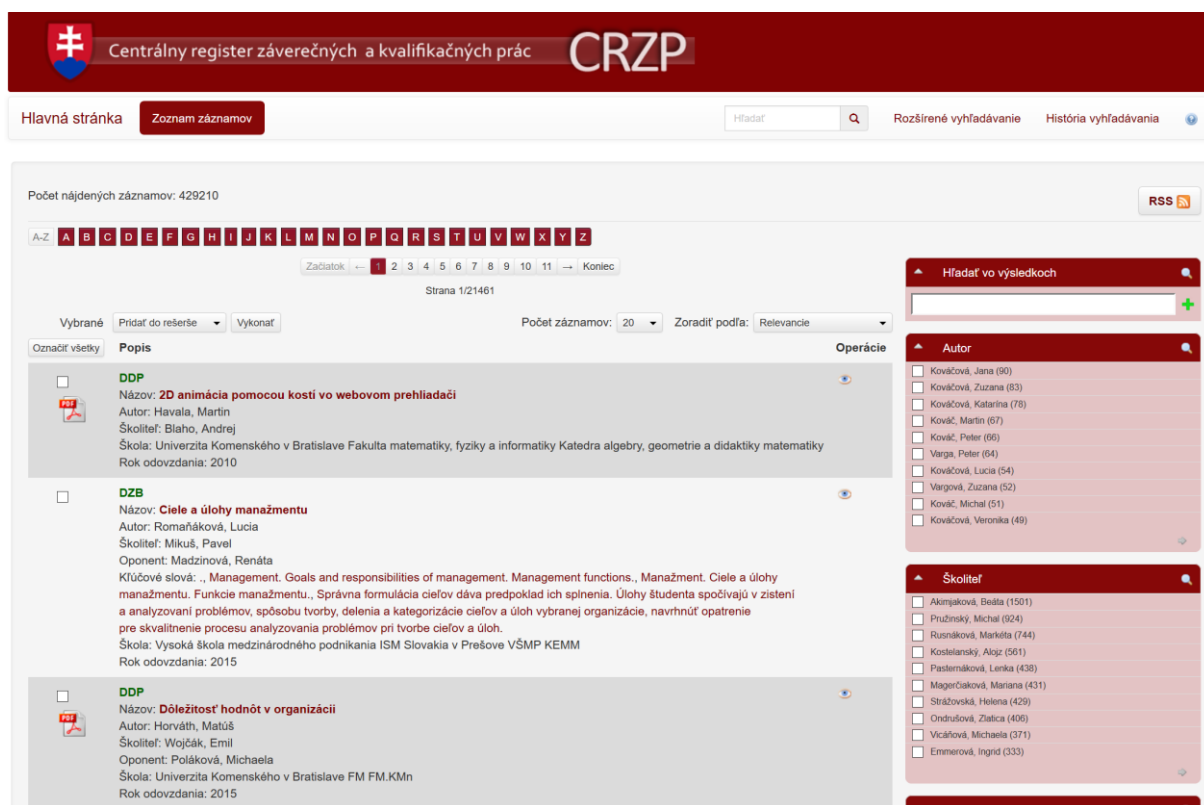 Centrálny register záverečných a kvalifikačných prác CRZP
Hlavná stránka Zoznam záznamov Hľadať Rozšírené vyhľadávanie História vyhľadávania
Počet nájdených záznamov: 429210
RSS
A-Z A B C D E F G H I J K L M N O P Q R S T U V W X Y Z
Začiatok ← 1 2 3 4 5 6 7 8 9 10 11 → Koniec
Strana 1/21461
Vybrané Pridať do rešerše Vykonať Počet záznamov: 20 Zoradiť podľa: Relevancie
Označiť všetky Popis Operácie
DDP
Názov: 2D animácia pomocou kostí vo webovom prehliadači
Autor: Havala, Martin
Školiteľ: Blaho, Andrej
Škola: Univerzita Komenského v Bratislave Fakulta matematiky, fyziky a informatiky Katedra algebry, geometrie a didaktiky matematiky
Rok odovzdania: 2010
PDF
DZB
Názov: Ciele a úlohy manažmentu
Autor: Romaňáková, Lucia
Školiteľ: Mikuš, Pavel
Oponent: Madzinová, Renáta
Kľúčové slová: ., Management. Goals and responsibilities of management. Management functions., Manažment. Ciele a úlohy
manažmentu. Funkcie manažmentu., Správna formulácia cieľov dáva predpoklad ich splnenia. Úlohy študenta spočívajú v zistení
a analyzovaní problémov, spôsobu tvorby, delenia a kategorizácie cieľov a úloh vybranej organizácie, navrhnúť opatrenie
pre skvalitnenie procesu analyzovania problémov pri tvorbe cieľov a úloh.
Škola: Vysoká škola medzinárodného podnikania ISM Slovakia v Prešove VŠMP KEMM
Rok odovzdania: 2015
DDP
Názov: Dôležitosť hodnôt v organizácii
Autor: Horváth, Matúš
Školiteľ: Wojčák, Emil
Oponent: Poláková, Michaela
Škola: Univerzita Komenského v Bratislave FM FM.KMn
Rok odovzdania: 2015
PDF
Hľadať vo výsledkoch
Autor
Kováčová, Jana (90)
Kováčová, Zuzana (83)
Kováčová, Katarína (78)
Kováč, Martin (67)
Kováč, Peter (66)
Varga, Peter (64)
Kováčová, Lucia (54)
Vargová, Zuzana (52)
Kováč, Michal (51)
Kováčová, Veronika (49)
Školiteľ
Akimjaková, Beáta (1501)
Pružinský, Michal (924)
Rusnáková, Markéta (744)
Kostelanský, Alojz (561)
Pasternáková, Lenka (438)
Magerčiaková, Mariana (431)
Strážovská, Helena (429)
Ondrušová, Zlatica (406)
Vicáňová, Michaela (371)
Emmerová, Ingrid (333)